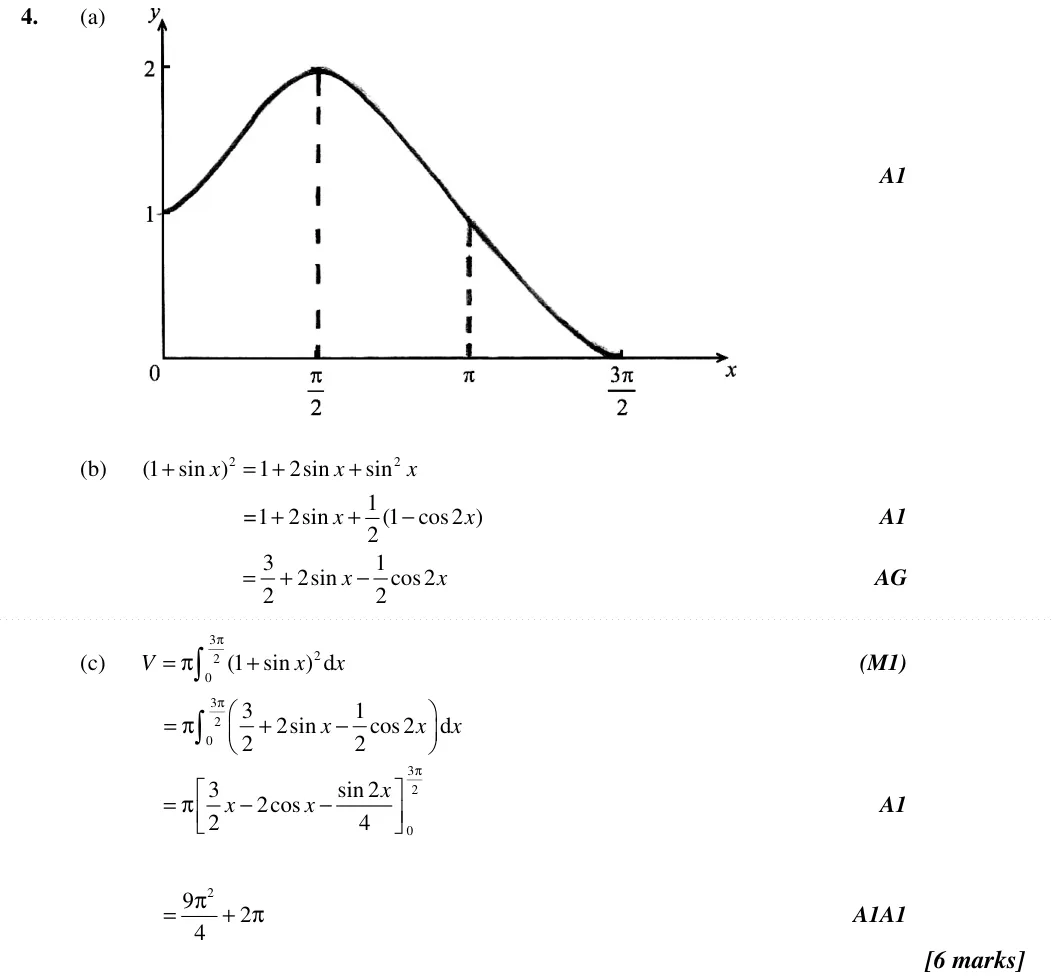 4. (a)
y
2
1
A1
0 π/2 π 3π/2 x
(b) (1 + sin x)² = 1 + 2 sin x + sin² x
= 1 + 2 sin x + 1/2 (1 − cos 2x) A1
= 3/2 + 2 sin x − 1/2 cos 2x AG
(c) V = π∫₀^(3π/2) (1 + sin x)² dx (M1)
= π∫₀^(3π/2) (3/2 + 2 sin x − 1/2 cos 2x) dx
= π[3/2 x − 2 cos x − sin 2x/4]₀^(3π/2) A1
= 9π²/4 + 2π A1A1
[6 marks]